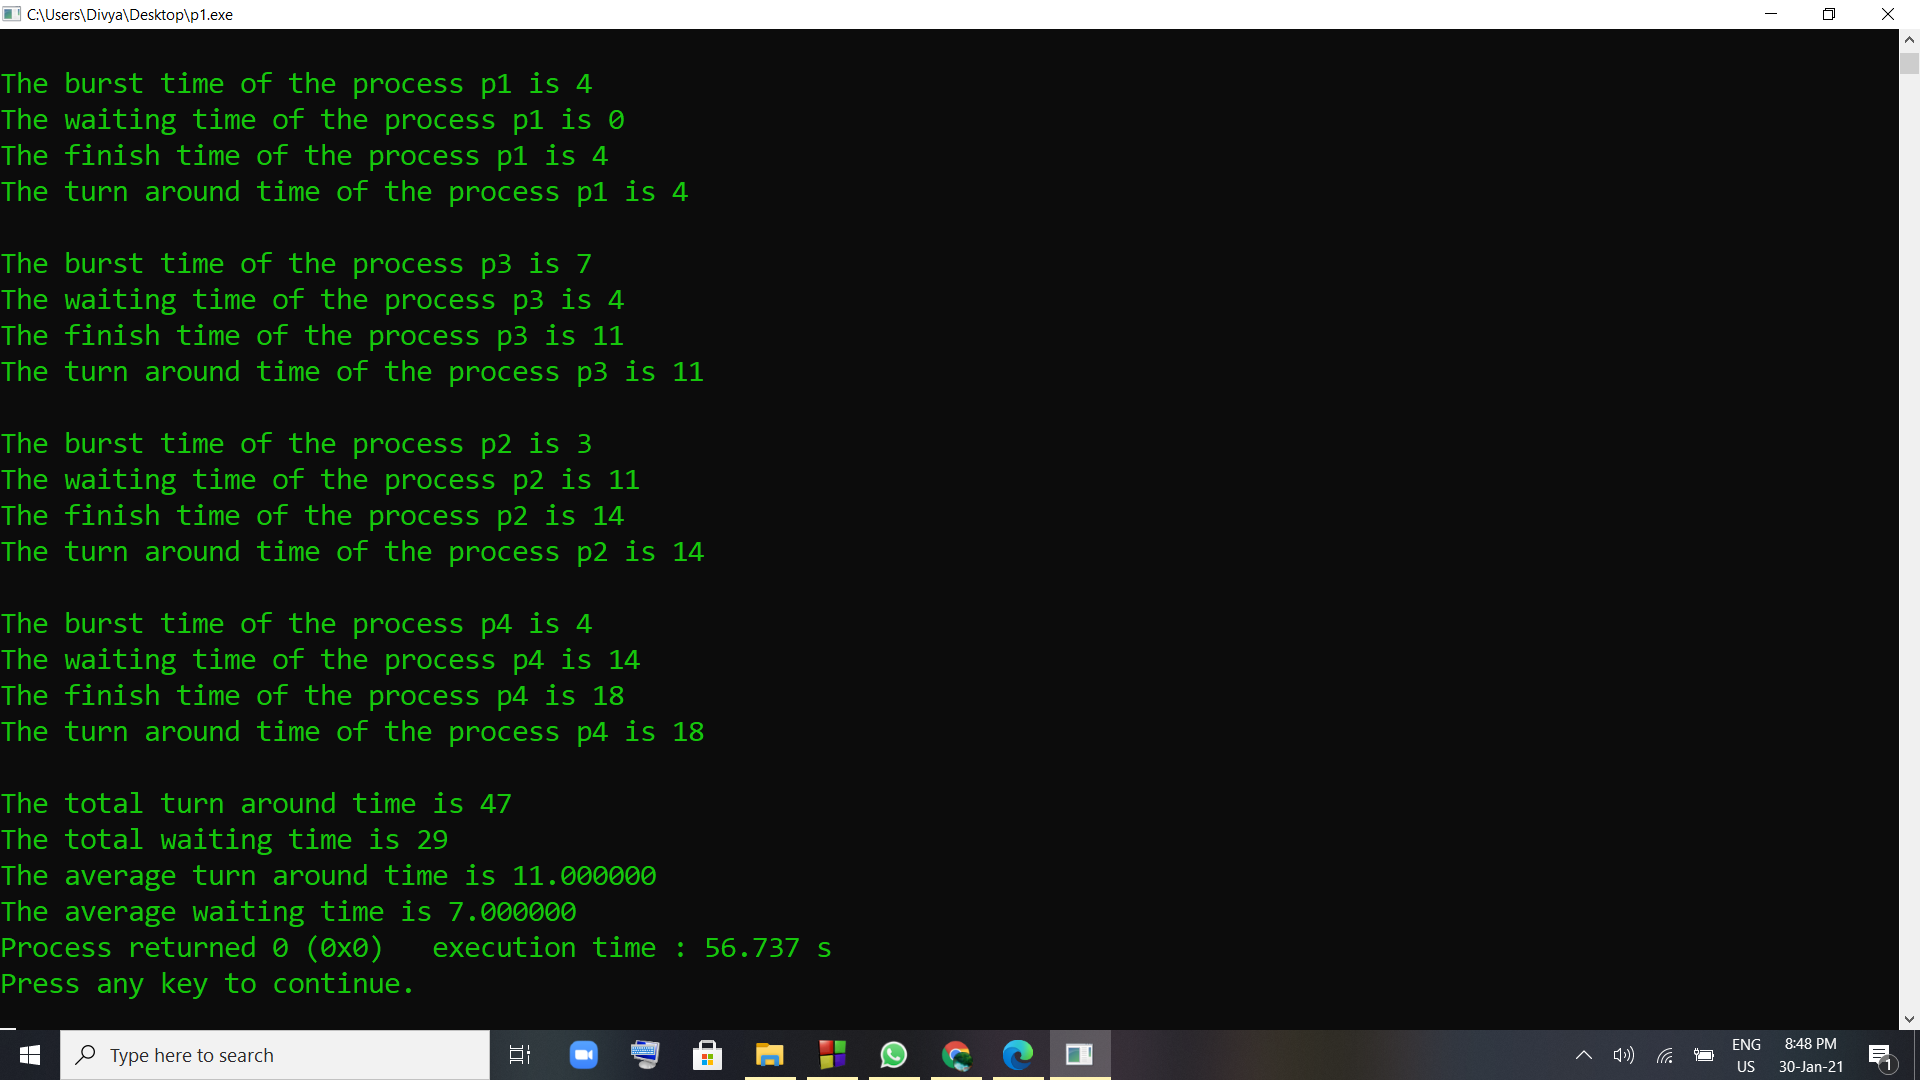 C:\Users\Divya\Desktop\p1.exe
The burst time of the process p1 is 4
The waiting time of the process p1 is 0
The finish time of the process p1 is 4
The turn around time of the process p1 is 4
The burst time of the process p3 is 7
The waiting time of the process p3 is 4
The finish time of the process p3 is 11
The turn around time of the process p3 is 11
The burst time of the process p2 is 3
The waiting time of the process p2 is 11
The finish time of the process p2 is 14
The turn around time of the process p2 is 14
The burst time of the process p4 is 4
The waiting time of the process p4 is 14
The finish time of the process p4 is 18
The turn around time of the process p4 is 18
The total turn around time is 47
The total waiting time is 29
The average turn around time is 11.000000
The average waiting time is 7.000000
Process returned 0 (0x0)   execution time : 56.737 s
Press any key to continue.
Type here to search
ENG
US
8:48 PM
30-Jan-21
1